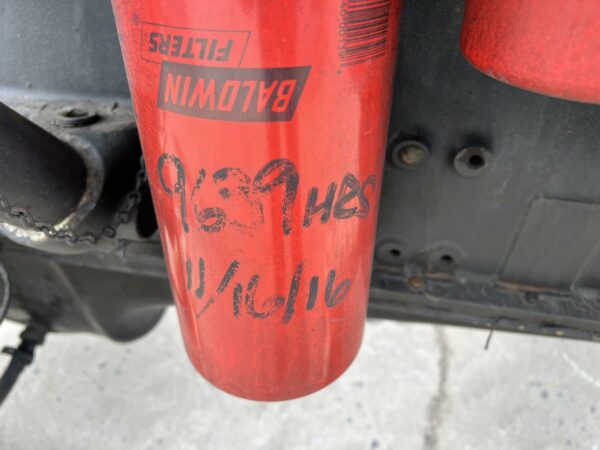 BALDWIN
FILTERS
9639 HRS
11/16/16